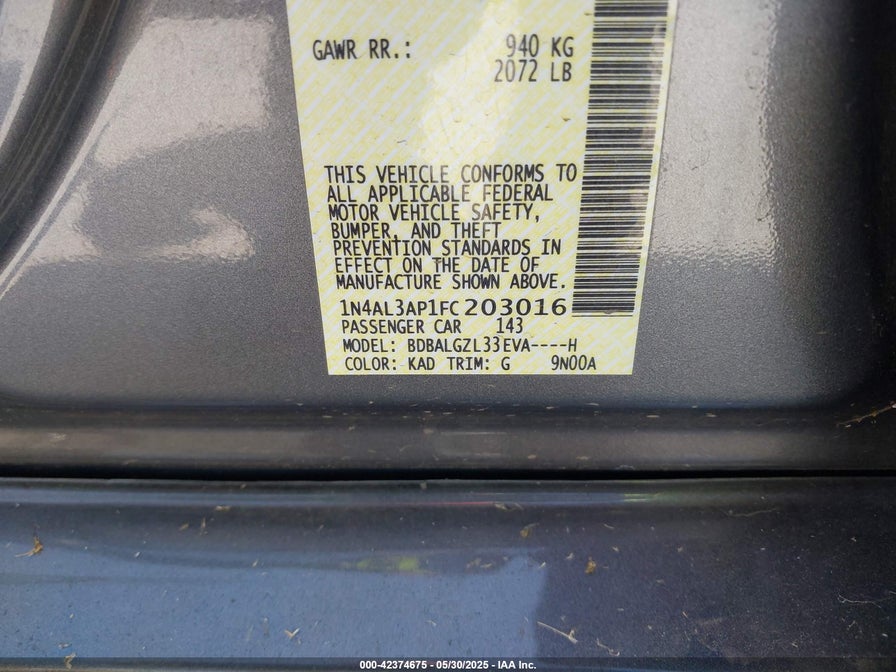 GAWR RR.: 940 KG
2072 LB
THIS VEHICLE CONFORMS TO
ALL APPLICABLE FEDERAL
MOTOR VEHICLE SAFETY,
BUMPER, AND THEFT
PREVENTION STANDARDS IN
EFFECT ON THE DATE OF
MANUFACTURE SHOWN ABOVE.
1N4AL3AP1FC203016
PASSENGER CAR 143
MODEL: BDBALGZL33EVA----H
COLOR: KAD TRIM: G 9N00A
000-42374675 - 05/30/2025 - IAA Inc.